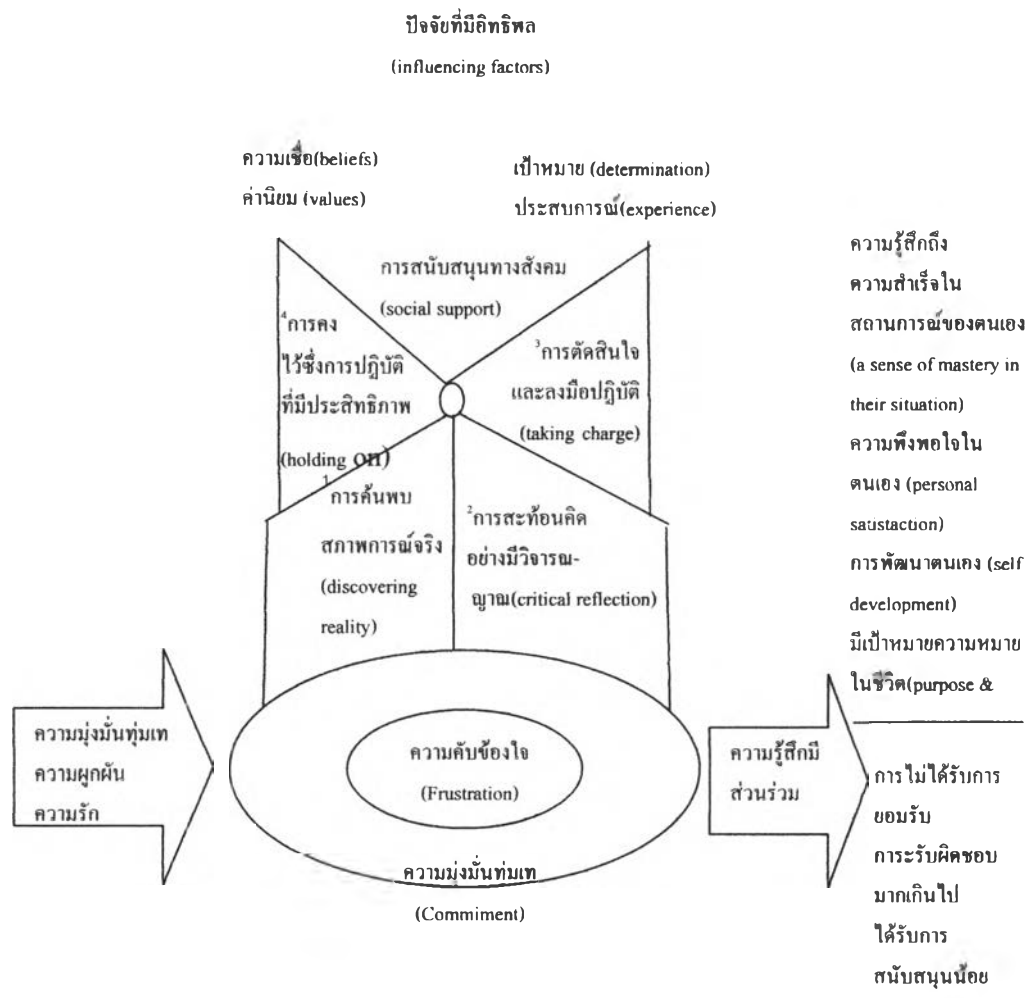 ปัจจัยที่มีอิทธิพล
(influencing factors)
ความเชื่อ(beliefs)
ค่านิยม (values)
เป้าหมาย (determination)
ประสบการณ์(experience)
การสนับสนุนทางสังคม
(social support)
⁴การคง
ไว้ซึ่งการปฏิบัติ
ที่มีประสิทธิภาพ
(holding on)
³การตัดสินใจ
และลงมือปฏิบัติ
(taking charge)
¹
การค้นพบ
สภาพการณ์จริง
(discovering
reality)
²การสะท้อนคิด
อย่างมีวิจารณ-
ญาณ(critical reflection)
ความมุ่งมั่นทุ่มเท
ความผูกผัน
ความรัก
ความคับข้องใจ
(Frustration)
ความมุ่งมั่นทุ่มเท
(Commiment)
ความรู้สึกมี
ส่วนร่วม
ความรู้สึกถึง
ความสำเร็จใน
สถานการณ์ของตนเอง
(a sense of mastery in
their situation)
ความพึงพอใจใน
ตนเอง (personal
saustaction)
การพัฒนาตนเอง (self
development)
มีเป้าหมายความหมาย
ในชีวิต(purpose &
การไม่ได้รับการ
ยอมรับ
ภาระรับผิดชอบ
มากเกินไป
ได้รับการ
สนับสนุนน้อย